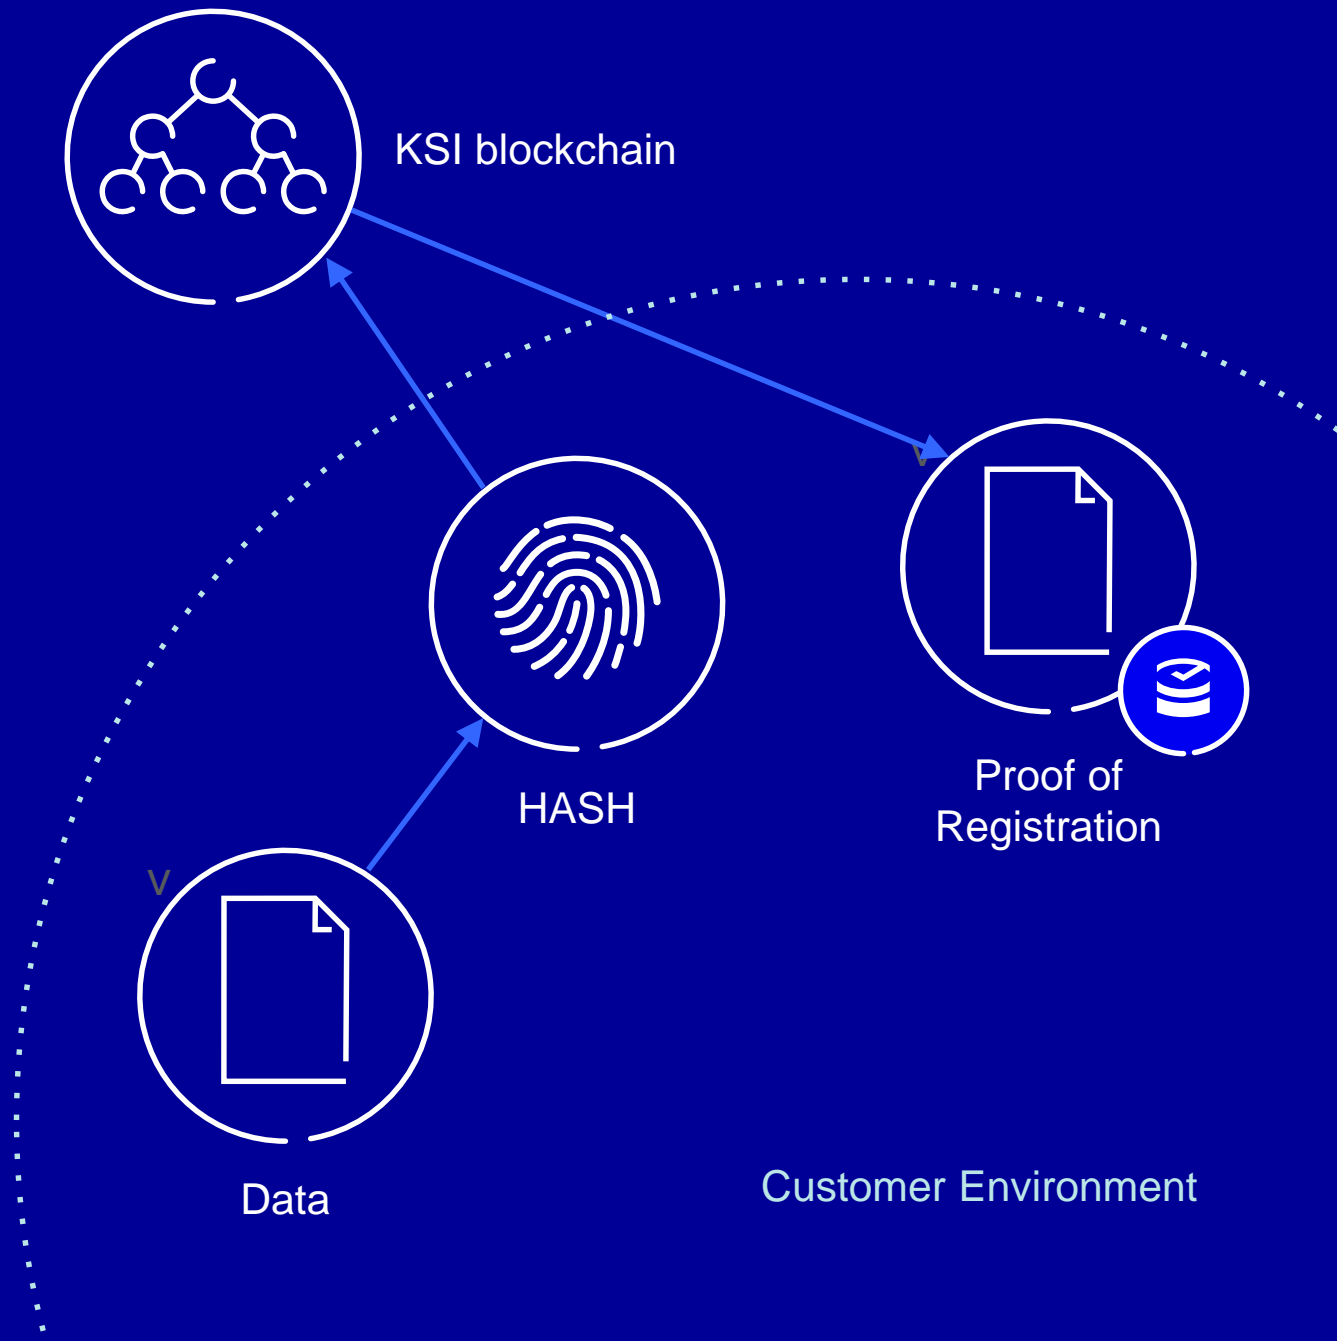 KSI blockchain
v
HASH
Proof of
Registration
v
Data
Customer Environment